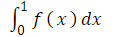 ∫₀¹ f(x) dx